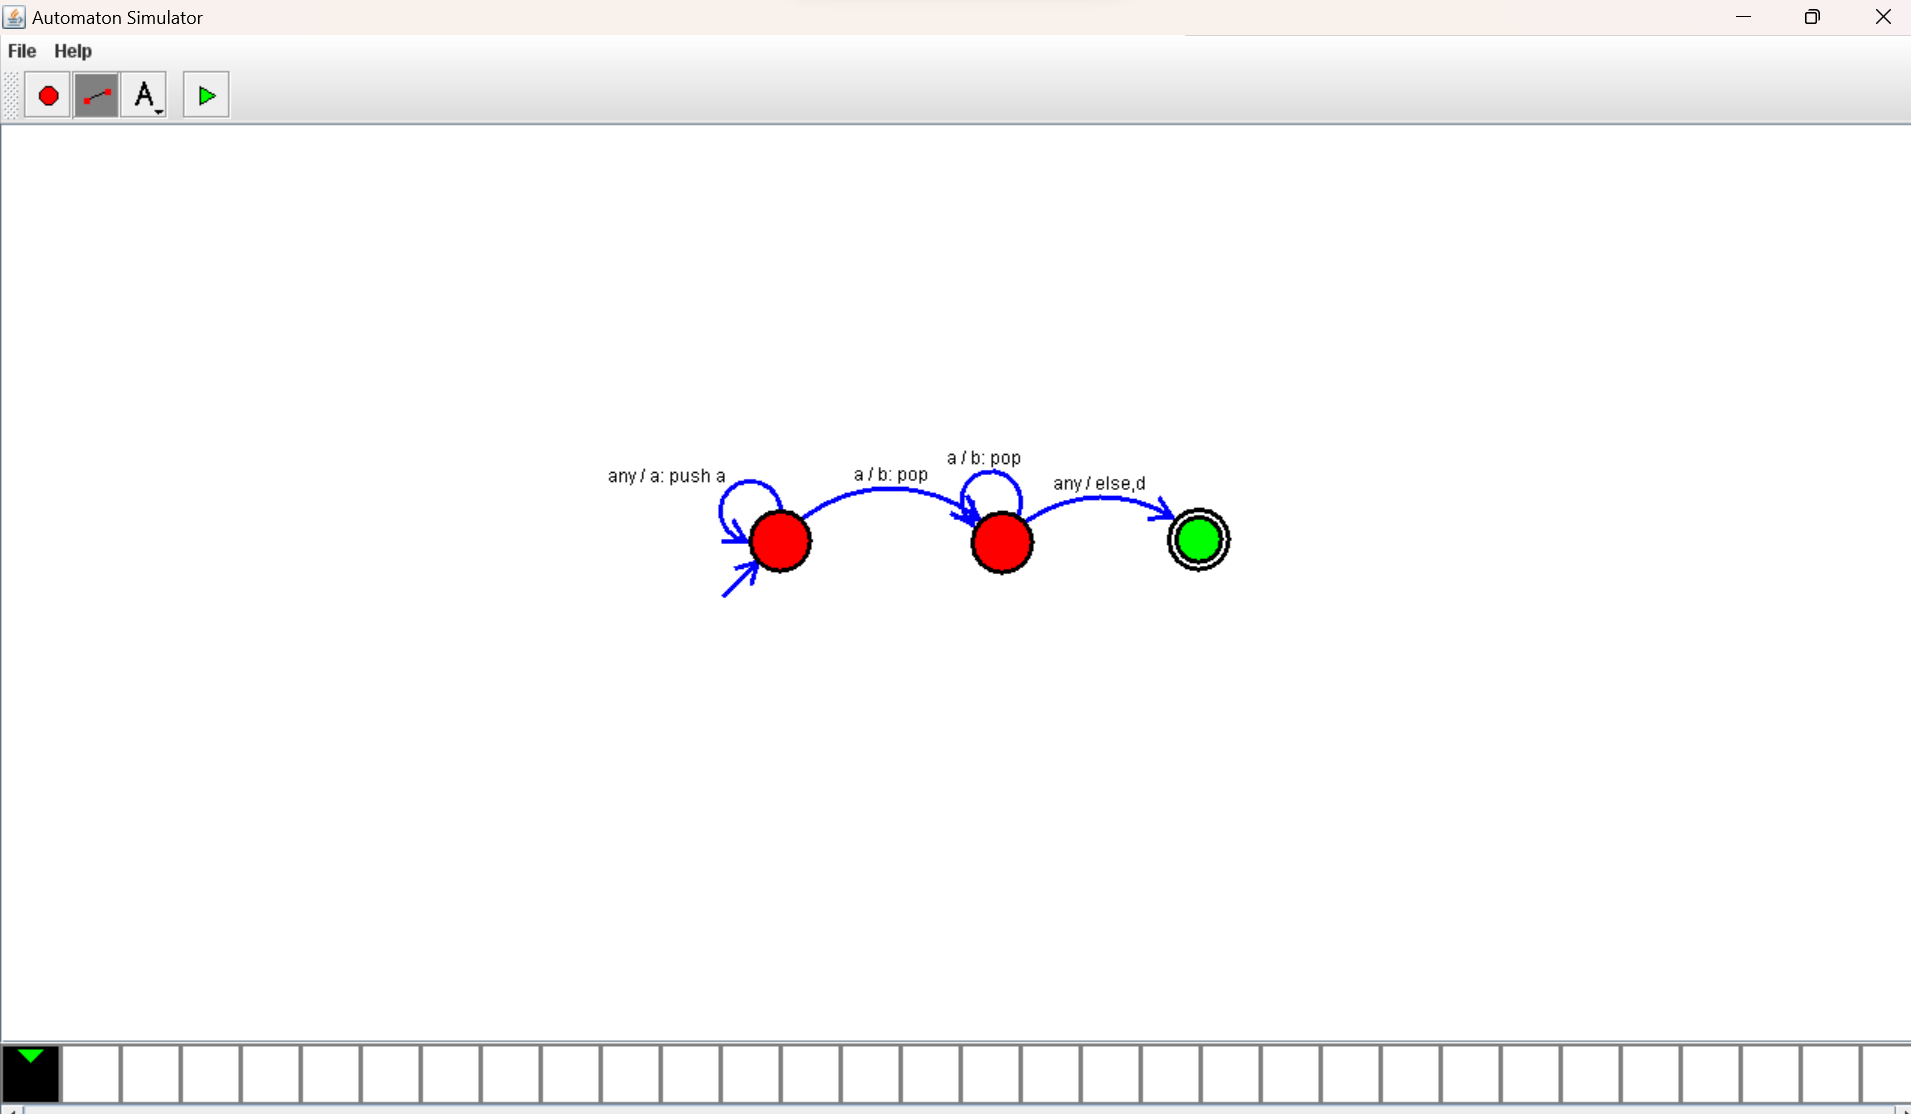 Automaton Simulator
File Help
A
a / b: pop
any / a: push a
a / b: pop
any / else,d